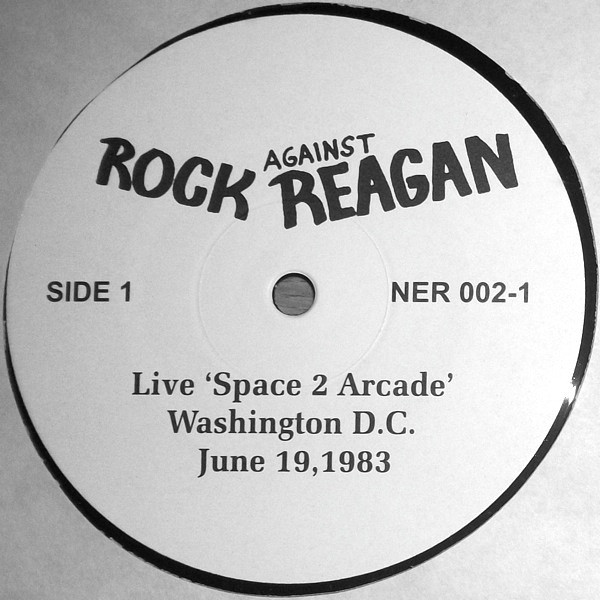 ROCK AGAINST REAGAN
SIDE 1
NER 002-1
Live ‘Space 2 Arcade’
Washington D.C.
June 19,1983